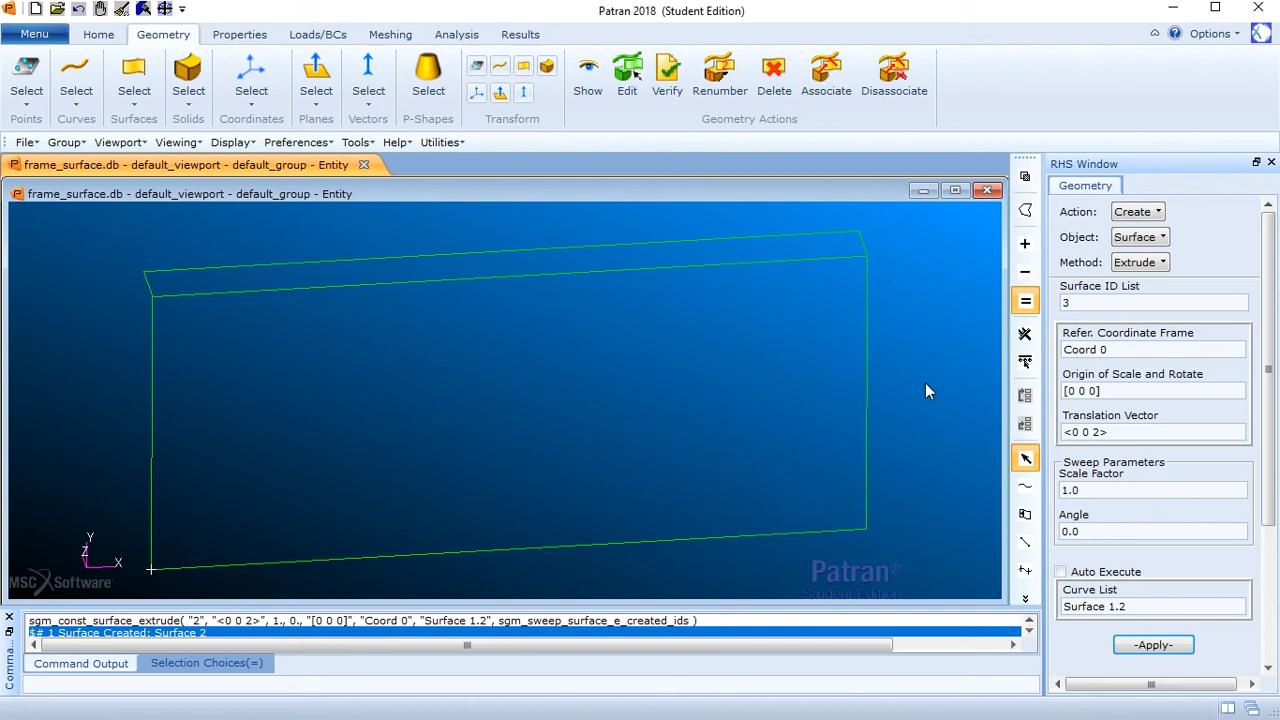 Patran 2018 (Student Edition)
Menu
Home
Geometry
Properties
Loads/BCs
Meshing
Analysis
Results
Options
Select
Select
Select
Select
Select
Select
Select
Select
Show
Edit
Verify
Renumber
Delete
Associate
Disassociate
Points
Curves
Surfaces
Solids
Coordinates
Planes
Vectors
P-Shapes
Transform
Geometry Actions
File
Group
Viewport
Viewing
Display
Preferences
Tools
Help
Utilities
frame_surface.db - default_viewport - default_group - Entity
frame_surface.db - default_viewport - default_group - Entity
Y
Z
X
MSC Software
Patran®
Student Edition
RHS Window
Geometry
Action: Create
Object: Surface
Method: Extrude
Surface ID List
3
Refer. Coordinate Frame
Coord 0
Origin of Scale and Rotate
[0 0 0]
Translation Vector
<0 0 2>
Sweep Parameters
Scale Factor
1.0
Angle
0.0
Auto Execute
Curve List
Surface 1.2
-Apply-
Comma...
sgm_const_surface_extrude( "2", "<0 0 2>", 1., 0., "[0 0 0]", "Coord 0", "Surface 1.2", sgm_sweep_surface_e_created_ids )
$# 1 Surface Created: Surface 2
Command Output
Selection Choices(=)